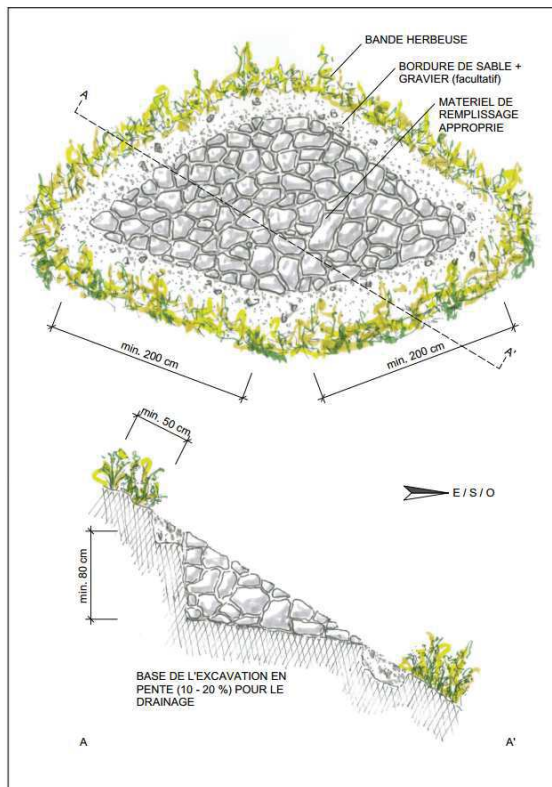 BANDE HERBEUSE
BORDURE DE SABLE +
GRAVIER (facultatif)
MATERIEL DE
REMPLISSAGE
APPROPRIE
A
A'
min. 200 cm
min. 200 cm
min. 50 cm
E / S / O
min. 80 cm
BASE DE L'EXCAVATION EN
PENTE (10 - 20 %) POUR LE
DRAINAGE
A
A'